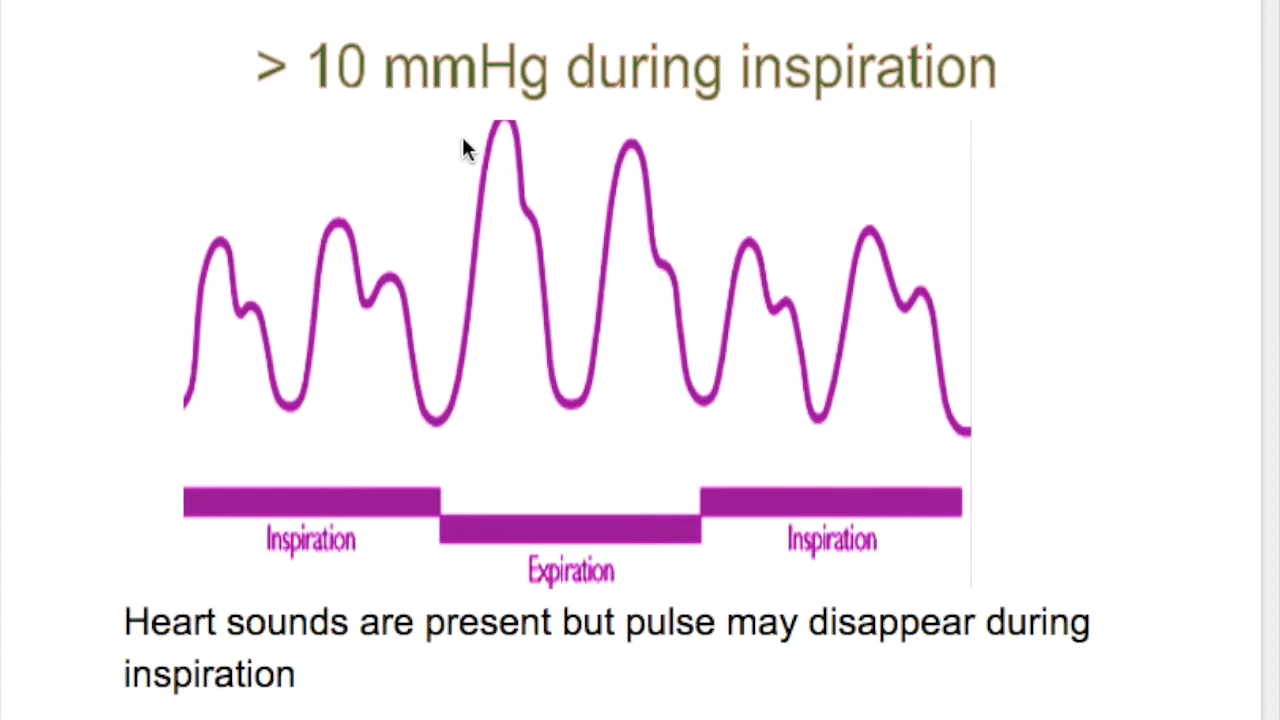 > 10 mmHg during inspiration
Inspiration
Expiration
Inspiration
Heart sounds are present but pulse may disappear during
inspiration